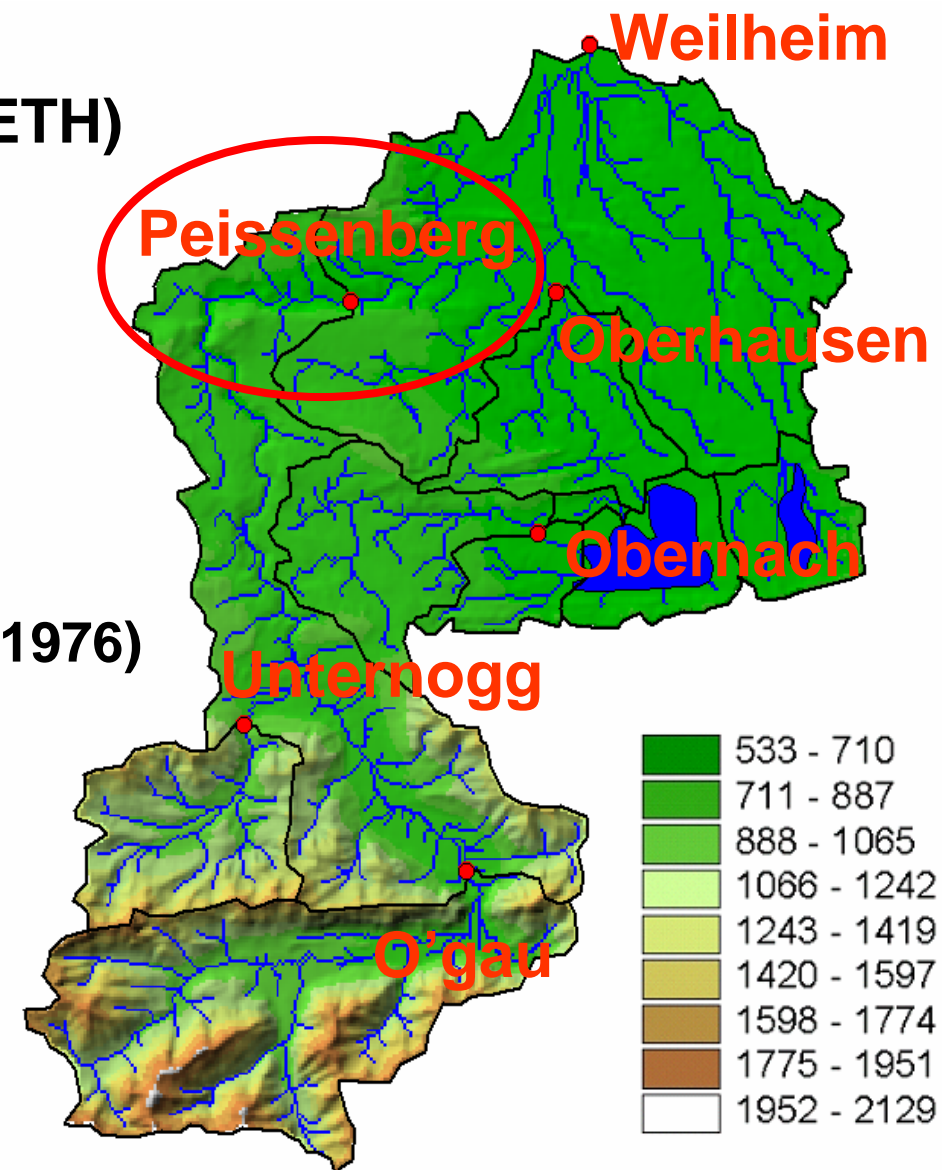 Weilheim
ETH)
Peissenberg
Oberhausen
Obernach
1976)
Unternogg
O'gau
533 - 710
711 - 887
888 - 1065
1066 - 1242
1243 - 1419
1420 - 1597
1598 - 1774
1775 - 1951
1952 - 2129